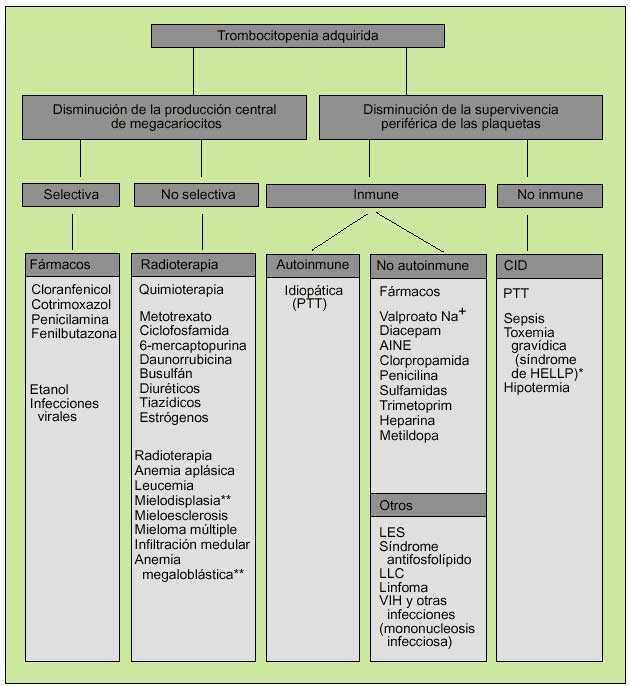 Trombocitopenia adquirida
Disminución de la producción central
de megacariocitos
Disminución de la supervivencia
periférica de las plaquetas
Selectiva
No selectiva
Inmune
No inmune
Fármacos
Cloranfenicol
Cotrimoxazol
Penicilamina
Fenilbutazona
Etanol
Infecciones
virales
Radioterapia
Quimioterapia
Metotrexato
Ciclofosfamida
6-mercaptopurina
Daunorrubicina
Busulfán
Diuréticos
Tiazídicos
Estrógenos
Radioterapia
Anemia aplásica
Leucemia
Mielodisplasia**
Mieloesclerosis
Mieloma múltiple
Infiltración medular
Anemia
megaloblástica**
Autoinmune
Idiopática
(PTT)
No autoinmune
Fármacos
Valproato Na+
Diacepam
AINE
Clorpropamida
Penicilina
Sulfamidas
Trimetoprim
Heparina
Metildopa
Otros
LES
Síndrome
antifosfolípido
LLC
Linfoma
VIH y otras
infecciones
(mononucleosis
infecciosa)
CID
PTT
Sepsis
Toxemia
gravídica
(síndrome
de HELLP)*
Hipotermia